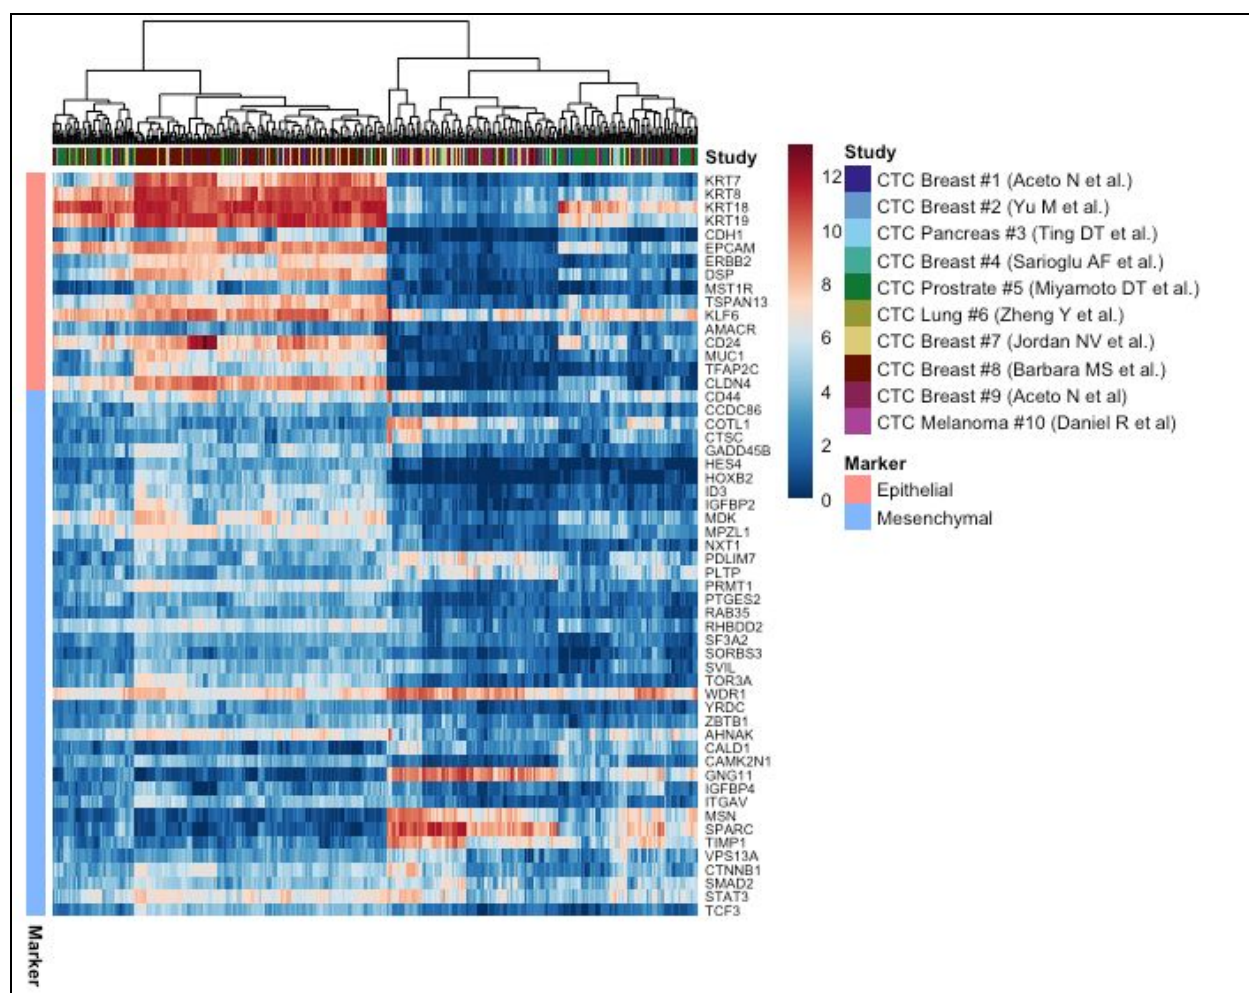 Study
KRT7
KRT8
KRT18
KRT19
CDH1
EPCAM
ERBB2
DSP
MST1R
TSPAN13
KLF6
AMACR
CD24
MUC1
TFAP2C
CLDN4
CD44
CCDC86
COTL1
CTSC
GADD45B
HES4
HOXB2
ID3
IGFBP2
MDK
MPZL1
NXT1
PDLIM7
PLTP
PRMT1
PTGES2
RAB35
RHBDD2
SF3A2
SORBS3
SVIL
TOR3A
WDR1
YRDC
ZBTB1
AHNAK
CALD1
CAMK2N1
GNG11
IGFBP4
ITGAV
MSN
SPARC
TIMP1
VPS13A
CTNNB1
SMAD2
STAT3
TCF3
Marker
12
10
8
6
4
2
0
Study
CTC Breast #1 (Aceto N et al.)
CTC Breast #2 (Yu M et al.)
CTC Pancreas #3 (Ting DT et al.)
CTC Breast #4 (Sarioglu AF et al.)
CTC Prostrate #5 (Miyamoto DT et al.)
CTC Lung #6 (Zheng Y et al.)
CTC Breast #7 (Jordan NV et al.)
CTC Breast #8 (Barbara MS et al.)
CTC Breast #9 (Aceto N et al)
CTC Melanoma #10 (Daniel R et al)
Marker
Epithelial
Mesenchymal